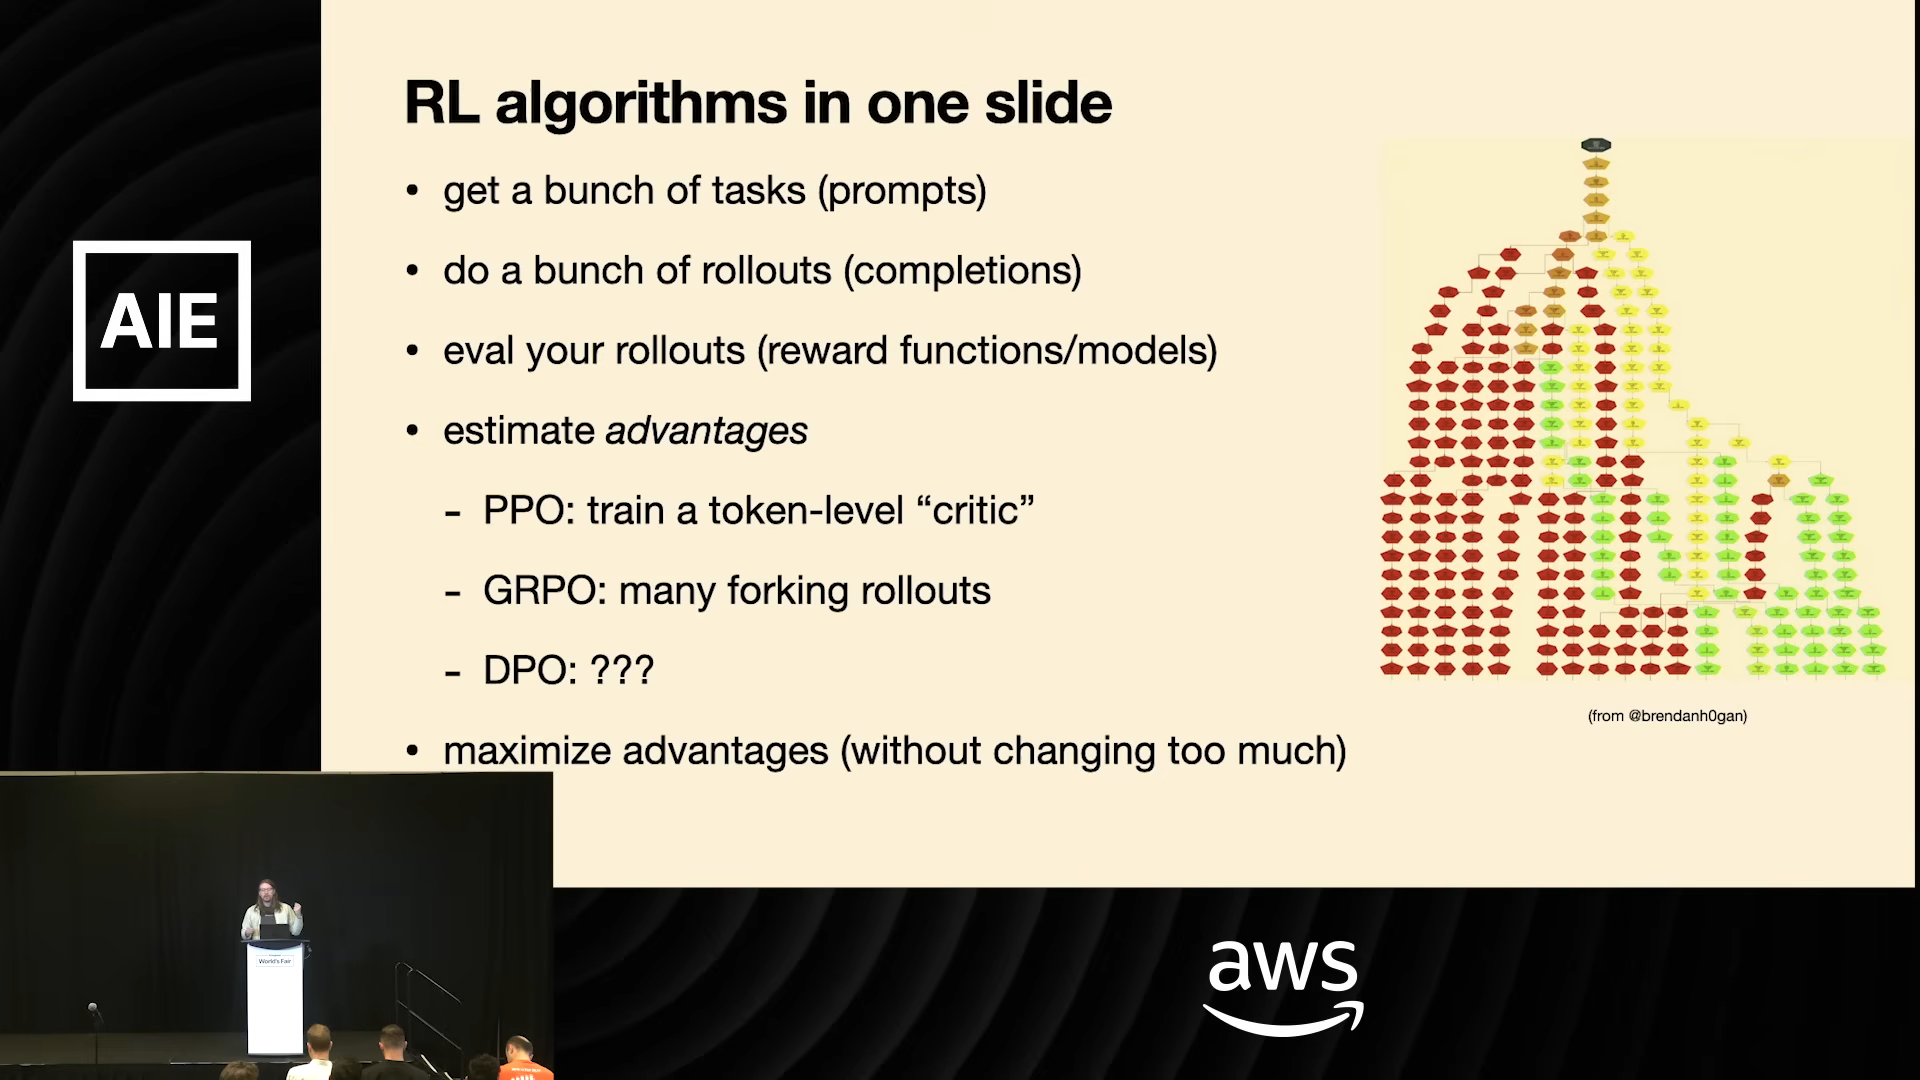 RL algorithms in one slide
• get a bunch of tasks (prompts)
• do a bunch of rollouts (completions)
• eval your rollouts (reward functions/models)
• estimate advantages
- PPO: train a token-level “critic”
- GRPO: many forking rollouts
- DPO: ???
• maximize advantages (without changing too much)
(from @brendanh0gan)
AIE
World's Fair
aws